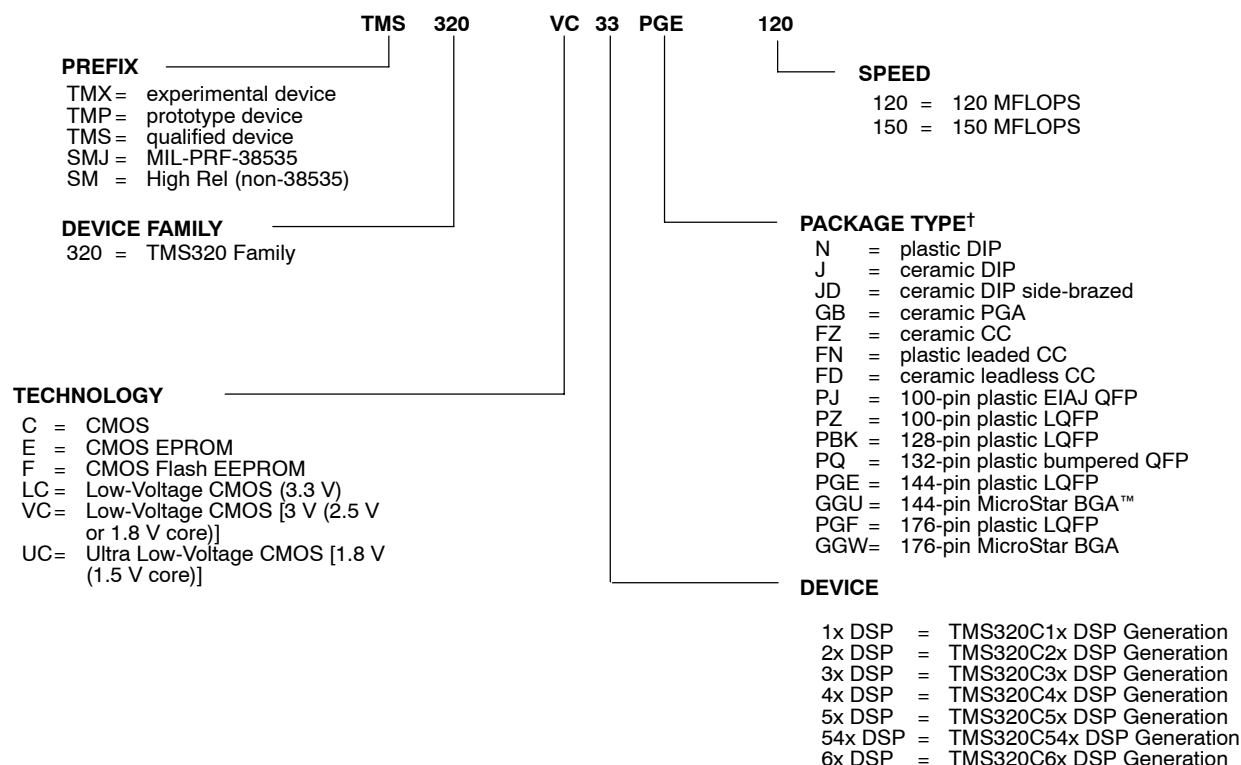 TMS 320 VC 33 PGE 120
PREFIX
TMX = experimental device
TMP = prototype device
TMS = qualified device
SMJ = MIL-PRF-38535
SM = High Rel (non-38535)
SPEED
120 = 120 MFLOPS
150 = 150 MFLOPS
DEVICE FAMILY
320 = TMS320 Family
PACKAGE TYPE†
N = plastic DIP
J = ceramic DIP
JD = ceramic DIP side-brazed
GB = ceramic PGA
FZ = ceramic CC
FN = plastic leaded CC
FD = ceramic leadless CC
PJ = 100-pin plastic EIAJ QFP
PZ = 100-pin plastic LQFP
PBK = 128-pin plastic LQFP
PQ = 132-pin plastic bumpered QFP
PGE = 144-pin plastic LQFP
GGU = 144-pin MicroStar BGA™
PGF = 176-pin plastic LQFP
GGW= 176-pin MicroStar BGA
TECHNOLOGY
C = CMOS
E = CMOS EPROM
F = CMOS Flash EEPROM
LC = Low-Voltage CMOS (3.3 V)
VC= Low-Voltage CMOS [3 V (2.5 V
or 1.8 V core)]
UC= Ultra Low-Voltage CMOS [1.8 V
(1.5 V core)]
DEVICE
1x DSP = TMS320C1x DSP Generation
2x DSP = TMS320C2x DSP Generation
3x DSP = TMS320C3x DSP Generation
4x DSP = TMS320C4x DSP Generation
5x DSP = TMS320C5x DSP Generation
54x DSP = TMS320C54x DSP Generation
6x DSP = TMS320C6x DSP Generation